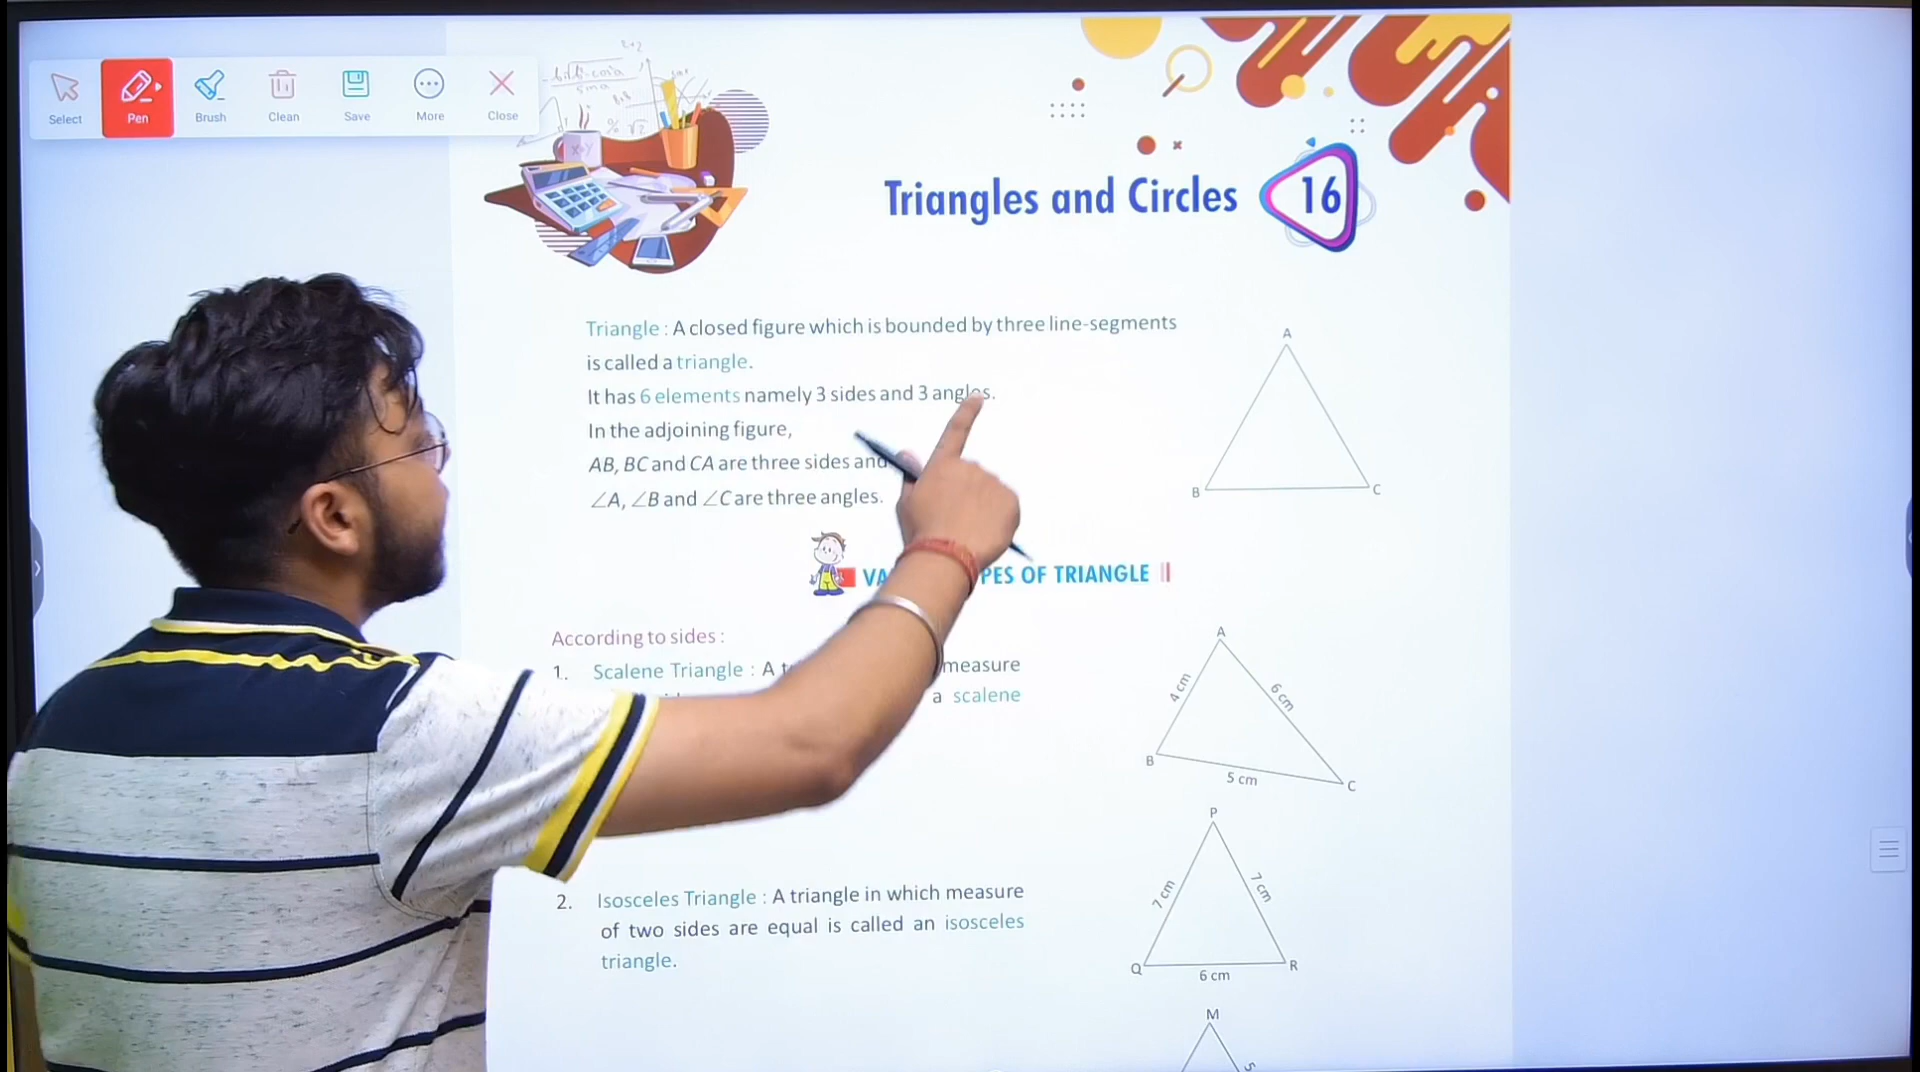 Select
Pen
Brush
Clean
Save
More
Close
Triangles and Circles 16
Triangle : A closed figure which is bounded by three line-segments
is called a triangle.
It has 6 elements namely 3 sides and 3 angles.
In the adjoining figure,
AB, BC and CA are three sides and
∠A, ∠B and ∠C are three angles.
A
B
C
OF TRIANGLE
According to sides :
1. Scalene Triangle : A measure
a scalene
A
4 cm
6 cm
B
5 cm
C
2. Isosceles Triangle : A triangle in which measure
of two sides are equal is called an isosceles
triangle.
P
7 cm
7 cm
Q
6 cm
R
M
5